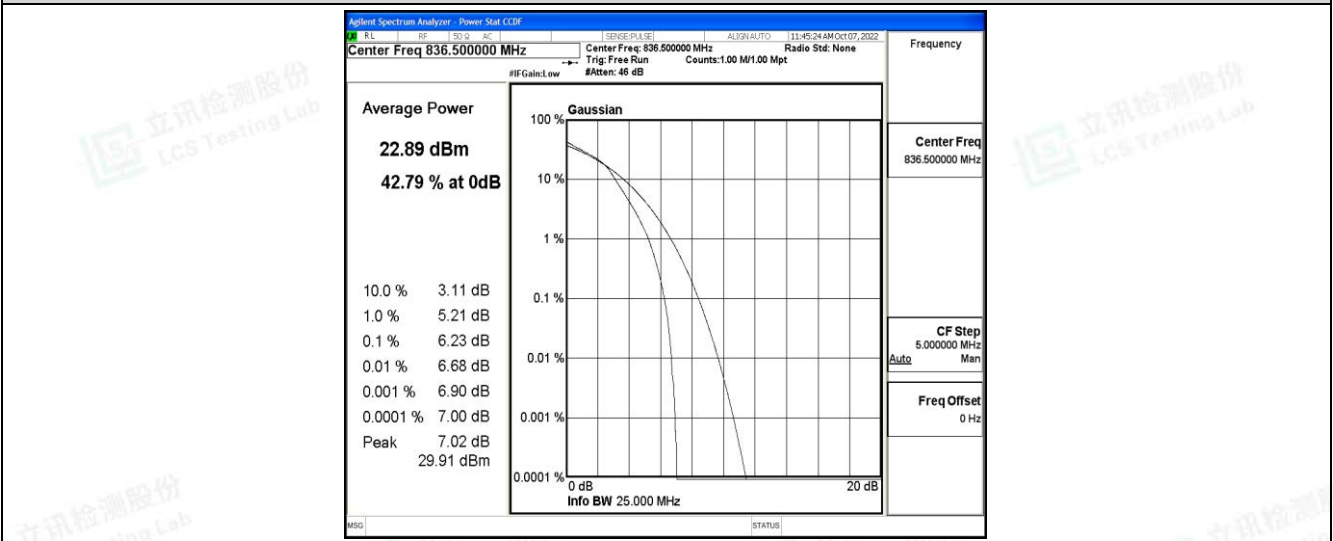 Agilent Spectrum Analyzer - Power Stat CCDF
RL RF 50 Ω AC SENSE:PULSE ALIGN AUTO 11:45:24 AM Oct 07, 2022
Center Freq 836.500000 MHz
Center Freq: 836.500000 MHz Radio Std: None
Trig: Free Run Counts:1.00 M/1.00 Mpt
#IFGain:Low #Atten: 46 dB
Frequency
Average Power
22.89 dBm
42.79 % at 0dB
10.0 % 3.11 dB
1.0 % 5.21 dB
0.1 % 6.23 dB
0.01 % 6.68 dB
0.001 % 6.90 dB
0.0001 % 7.00 dB
Peak 7.02 dB
29.91 dBm
Gaussian
100 %
10 %
1 %
0.1 %
0.01 %
0.001 %
0.0001 %
0 dB 20 dB
Info BW 25.000 MHz
Center Freq
836.500000 MHz
CF Step
5.000000 MHz
Auto Man
Freq Offset
0 Hz
MSG STATUS
立讯检测股份
LCS Testing Lab
立讯检测股份
LCS Testing Lab
立讯检测股份